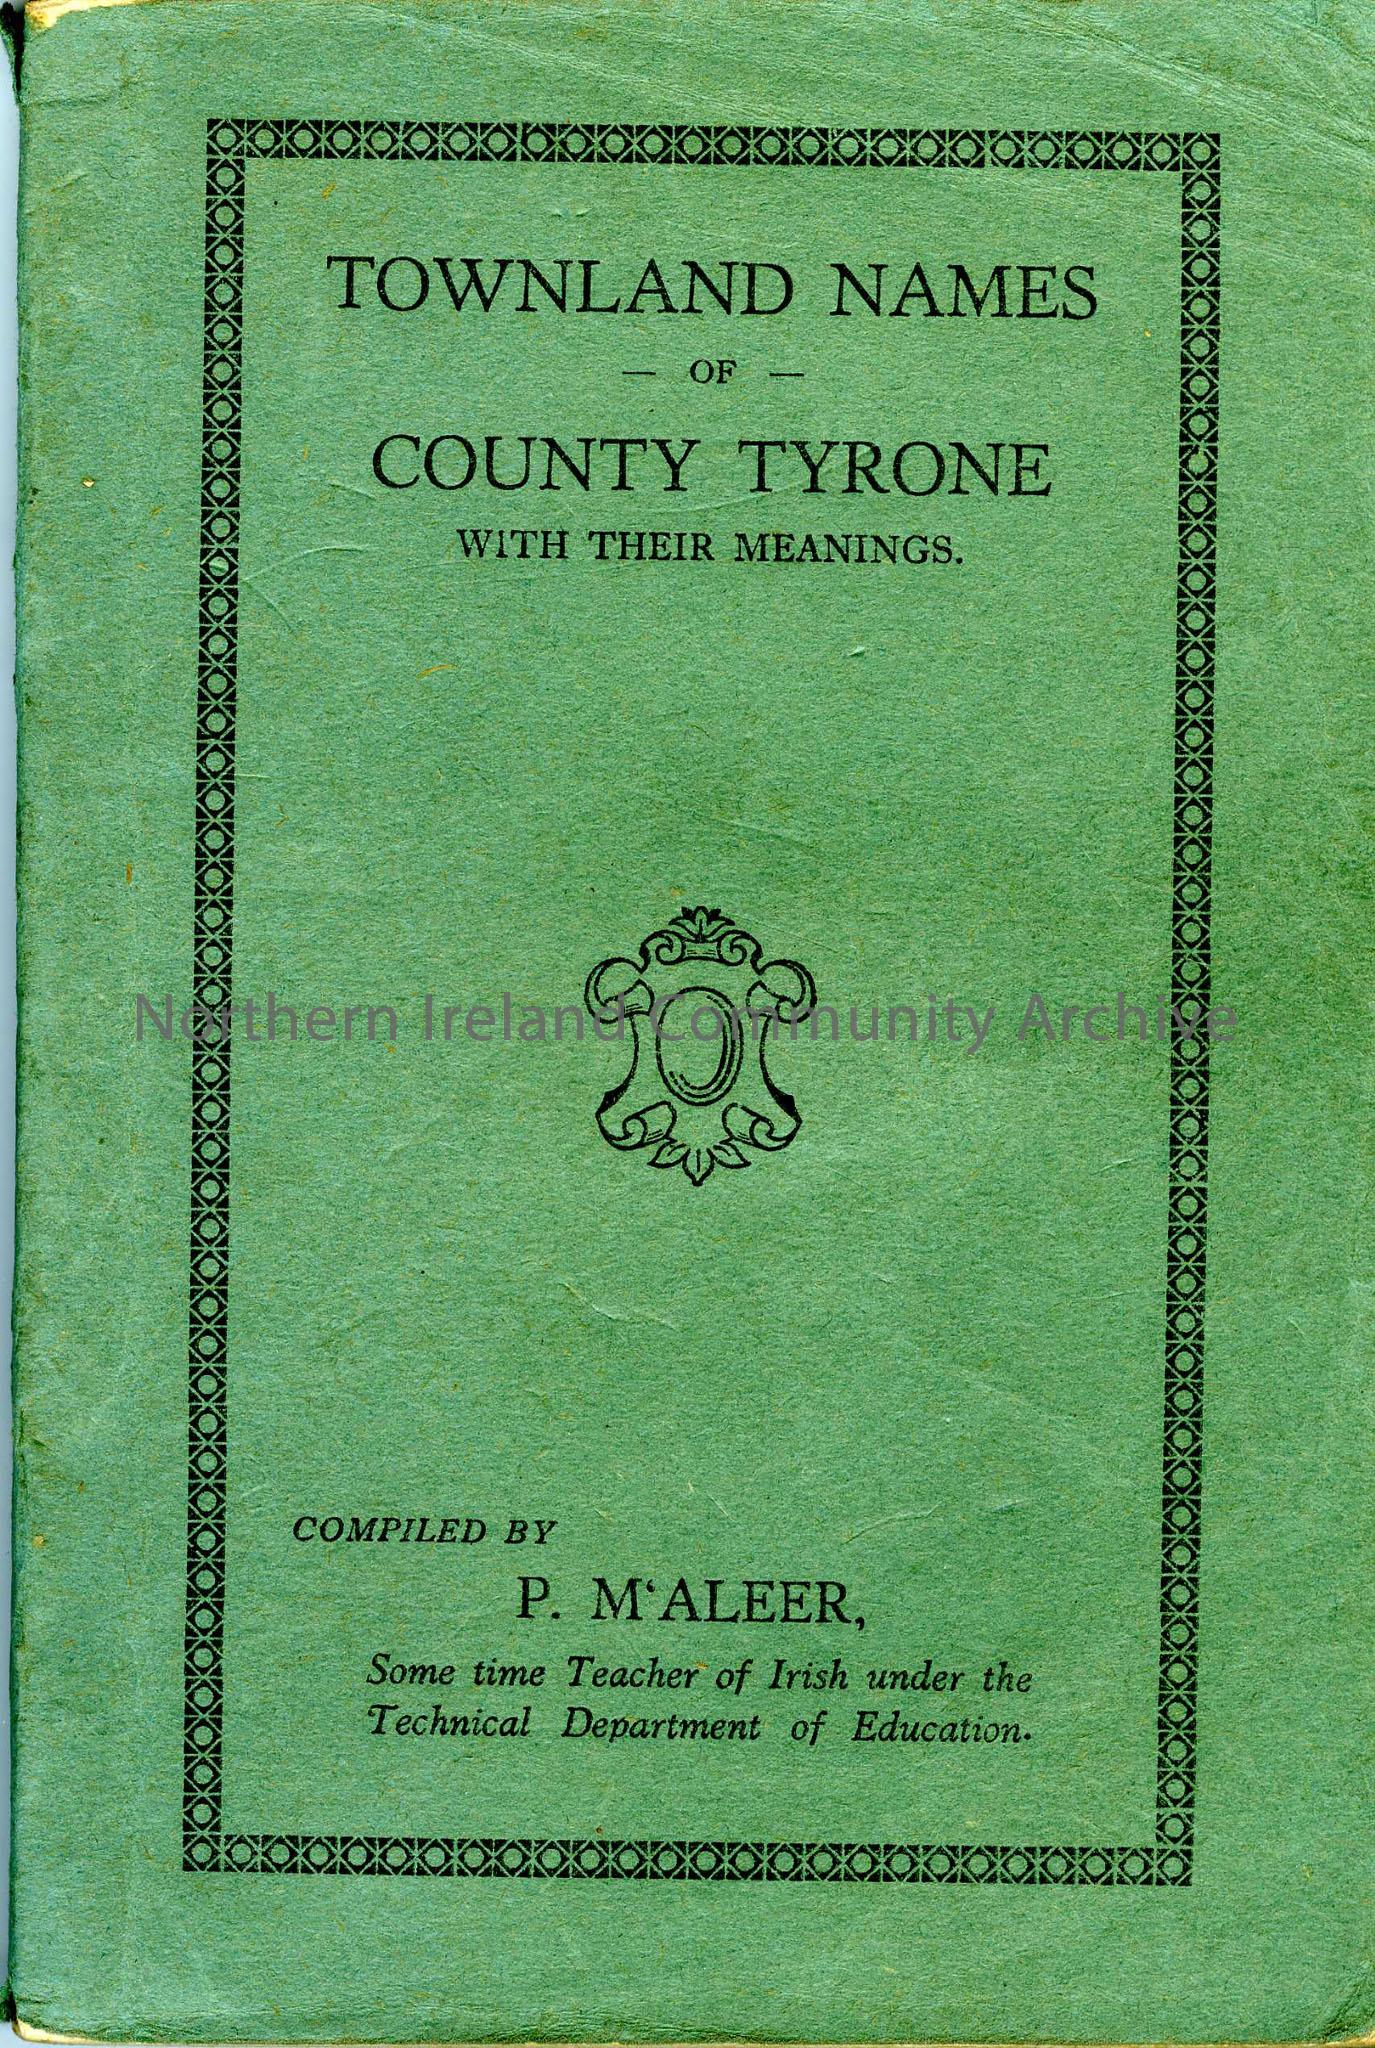 TOWNLAND NAMES
— OF —
COUNTY TYRONE
WITH THEIR MEANINGS.
Northern Ireland Community Archive
COMPILED BY
P. M‘ALEER,
Some time Teacher of Irish under the
Technical Department of Education.